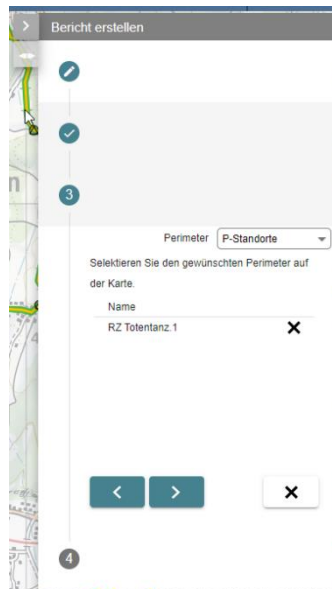 Bericht erstellen
3
Perimeter P-Standorte
Selektieren Sie den gewünschten Perimeter auf
der Karte.
Name
RZ Totentanz.1
4